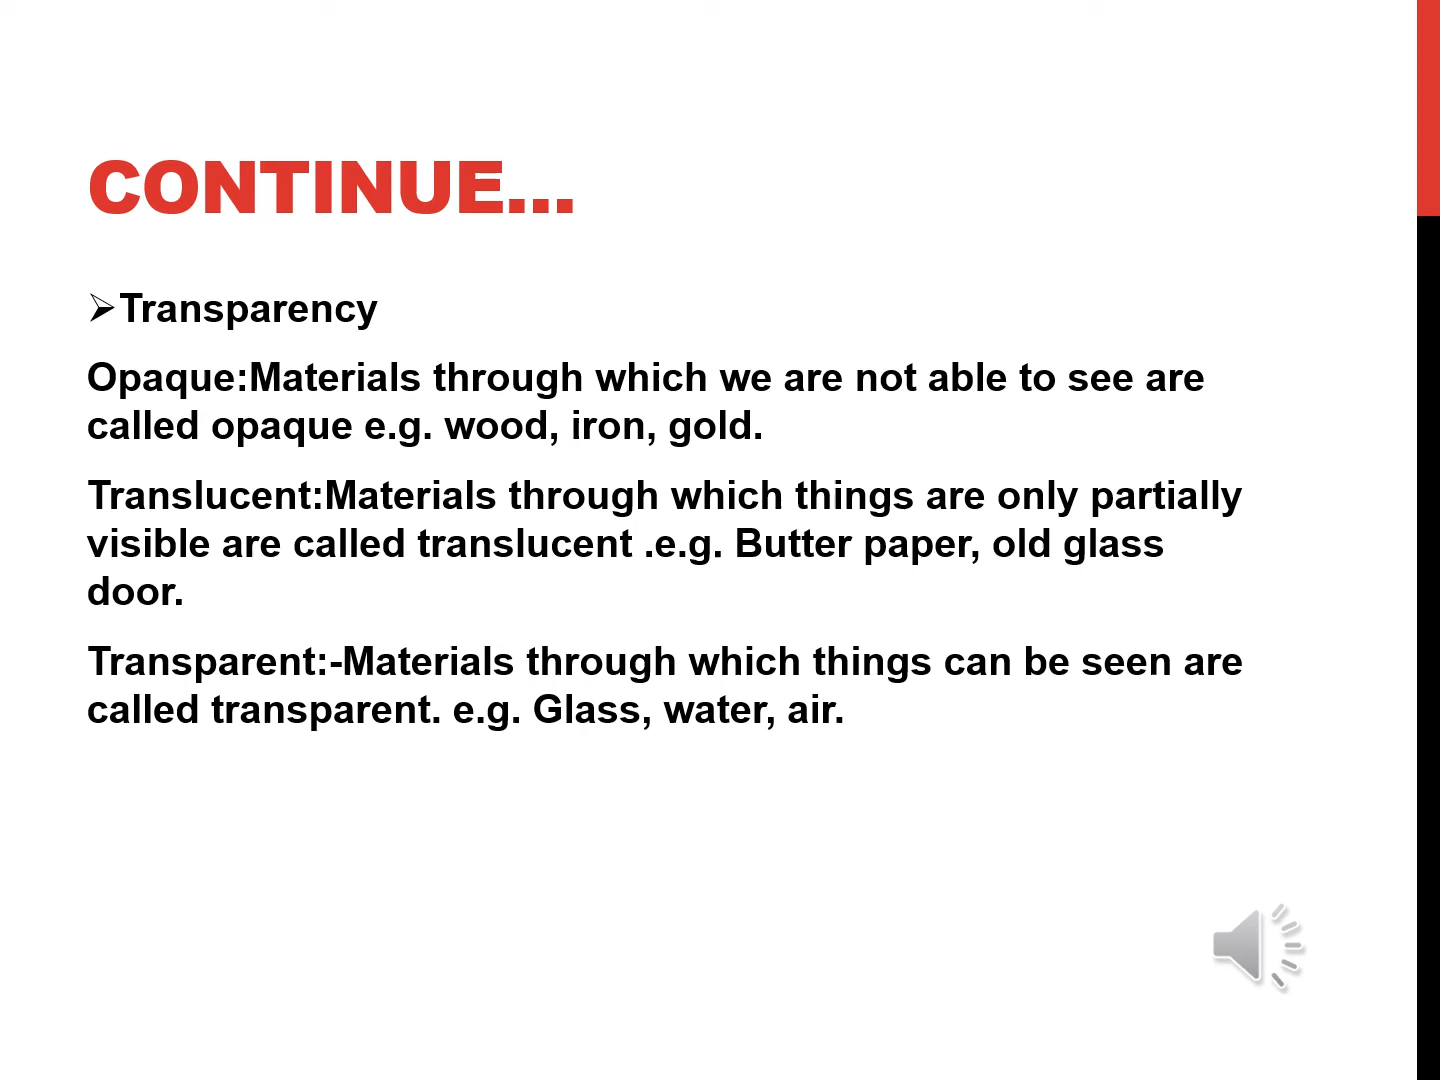 CONTINUE...
➢Transparency
Opaque:Materials through which we are not able to see are
called opaque e.g. wood, iron, gold.
Translucent:Materials through which things are only partially
visible are called translucent .e.g. Butter paper, old glass
door.
Transparent:-Materials through which things can be seen are
called transparent. e.g. Glass, water, air.